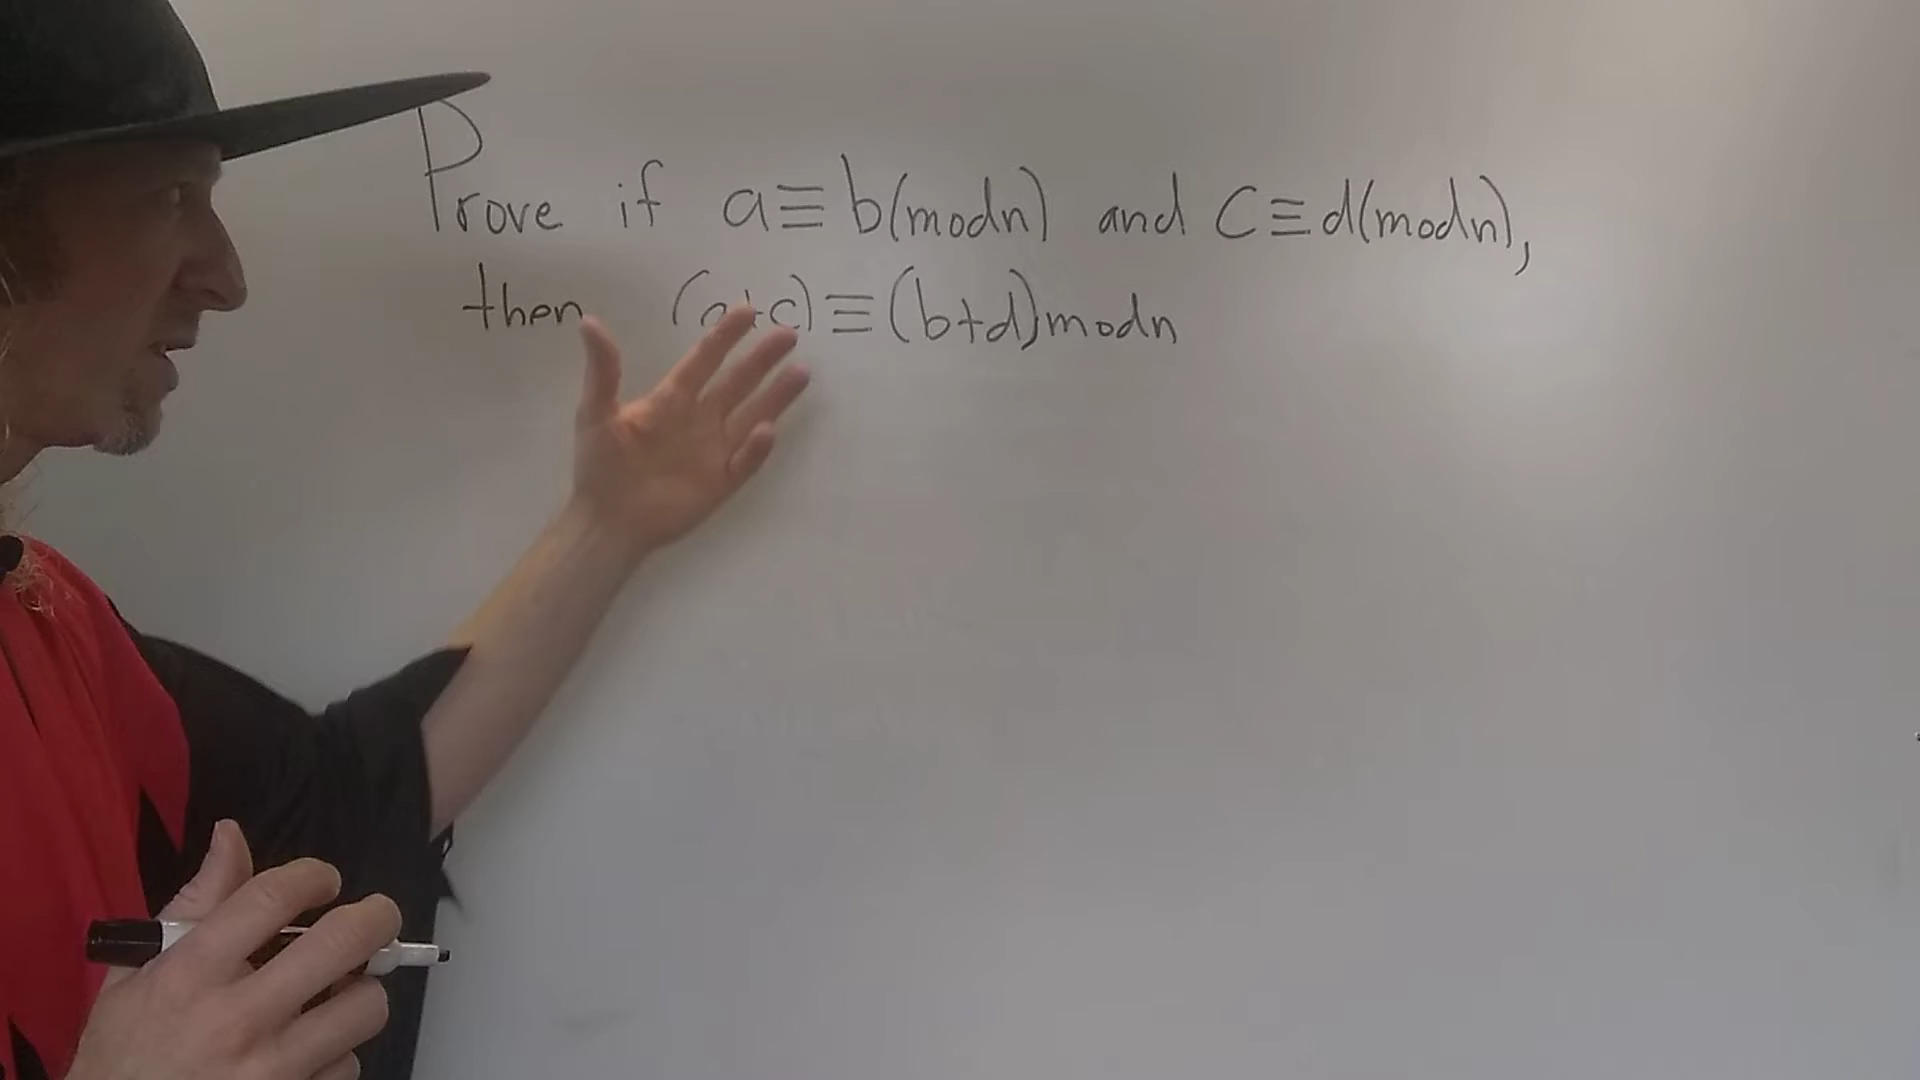 Prove if a≡b(modn) and c≡d(modn),
then (a+c)≡(b+d)modn